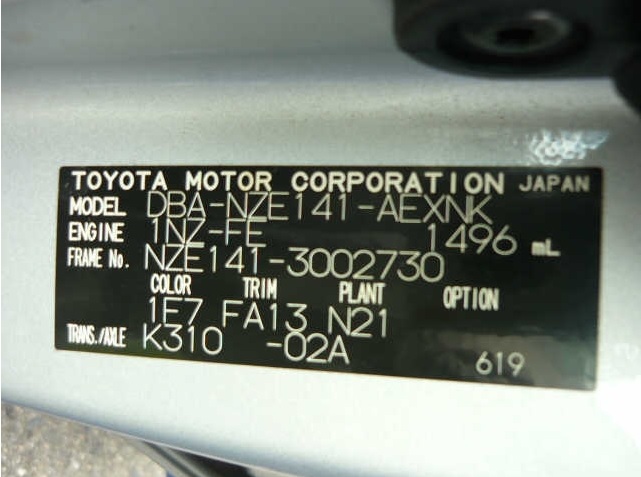 TOYOTA MOTOR CORPORATION JAPAN
MODEL DBA-NZE141-AEXNK
ENGINE 1NZ-FE 1496 mL
FRAME No. NZE141-3002730
COLOR TRIM PLANT OPTION
1E7 FA13 N21
TRANS./AXLE K310 -02A 619